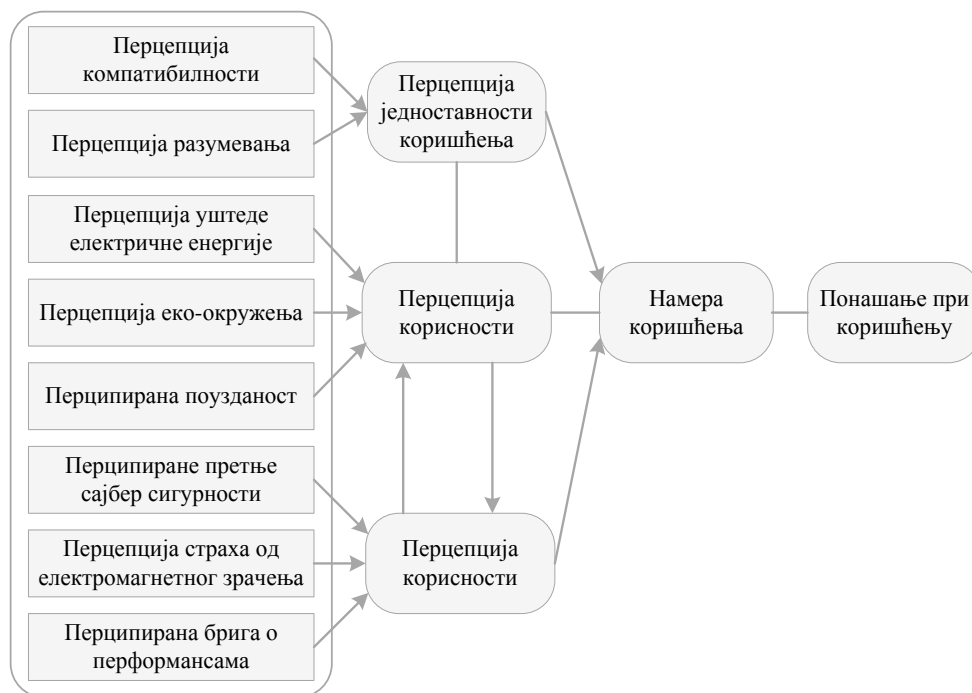 Перцепција
компатибилности
Перцепција разумевања
Перцепција уштеде
електричне енергије
Перцепција еко-окружења
Перципирана поузданост
Перципиране претње
сајбер сигурности
Перцепција страха од
електромагнетног зрачења
Перципирана брига о
перформансама
Перцепција
једноставности
коришћења
Перцепција
корисности
Перцепција
корисности
Намера
коришћења
Понашање при
коришћењу